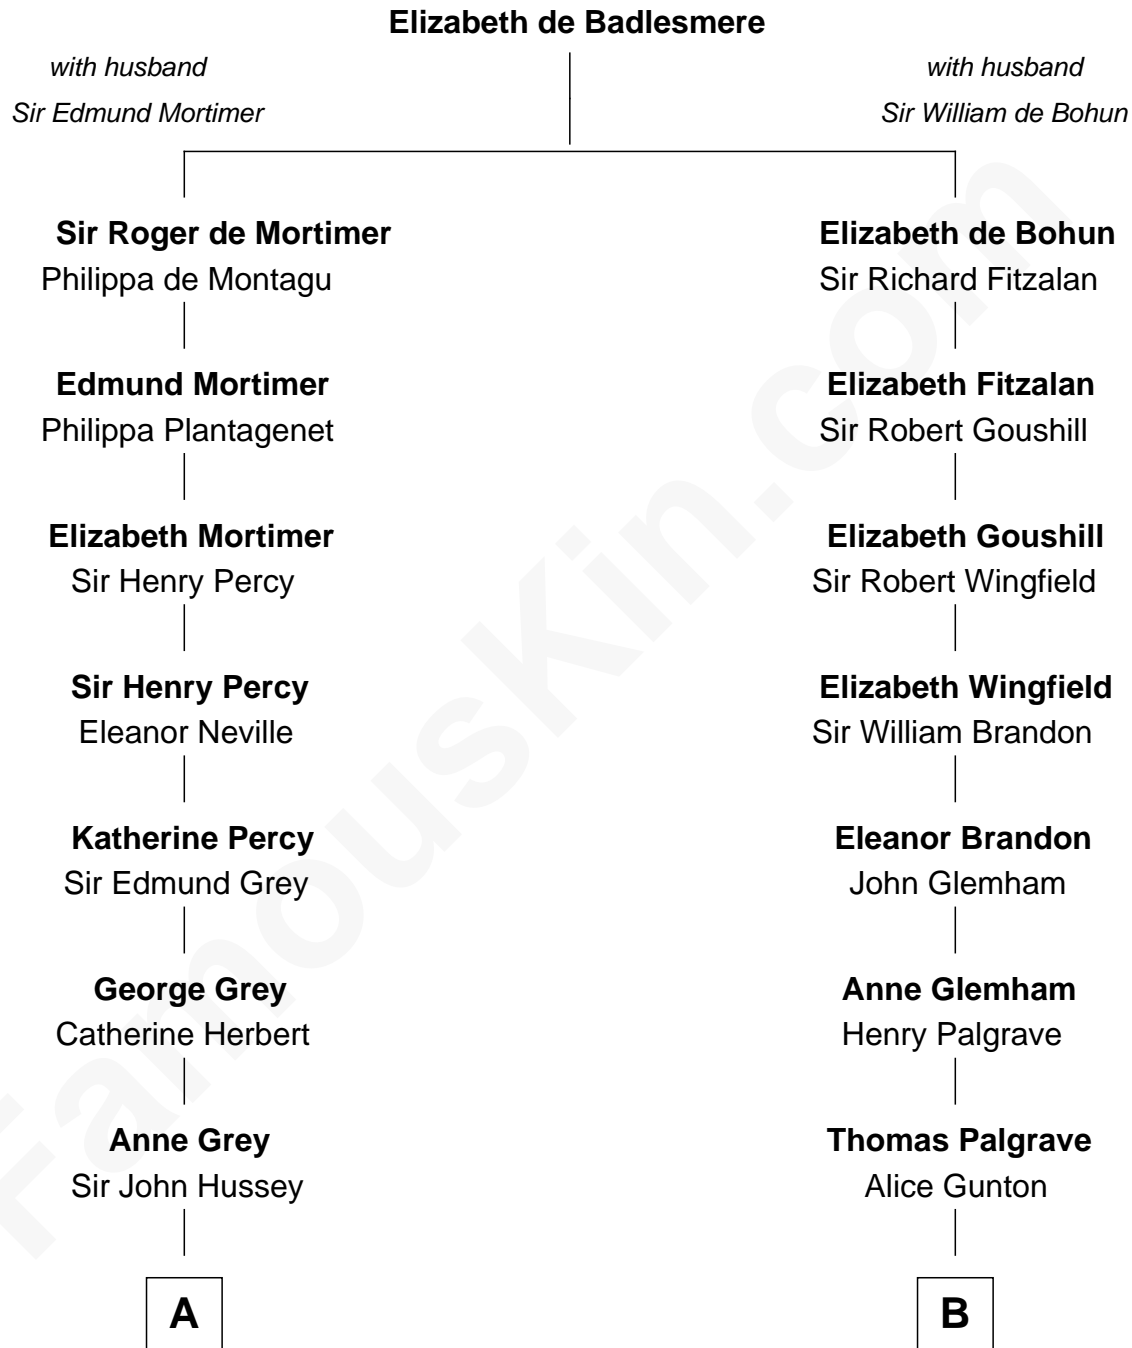 Elizabeth de Badlesmere
with husband
Sir Edmund Mortimer
with husband
Sir William de Bohun
Sir Roger de Mortimer
Philippa de Montagu
Elizabeth de Bohun
Sir Richard Fitzalan
Edmund Mortimer
Philippa Plantagenet
Elizabeth Fitzalan
Sir Robert Goushill
Elizabeth Mortimer
Sir Henry Percy
Elizabeth Goushill
Sir Robert Wingfield
Sir Henry Percy
Eleanor Neville
Elizabeth Wingfield
Sir William Brandon
Katherine Percy
Sir Edmund Grey
Eleanor Brandon
John Glemham
George Grey
Catherine Herbert
Anne Glemham
Henry Palgrave
Anne Grey
Sir John Hussey
Thomas Palgrave
Alice Gunton
A
B
FamousKin.com